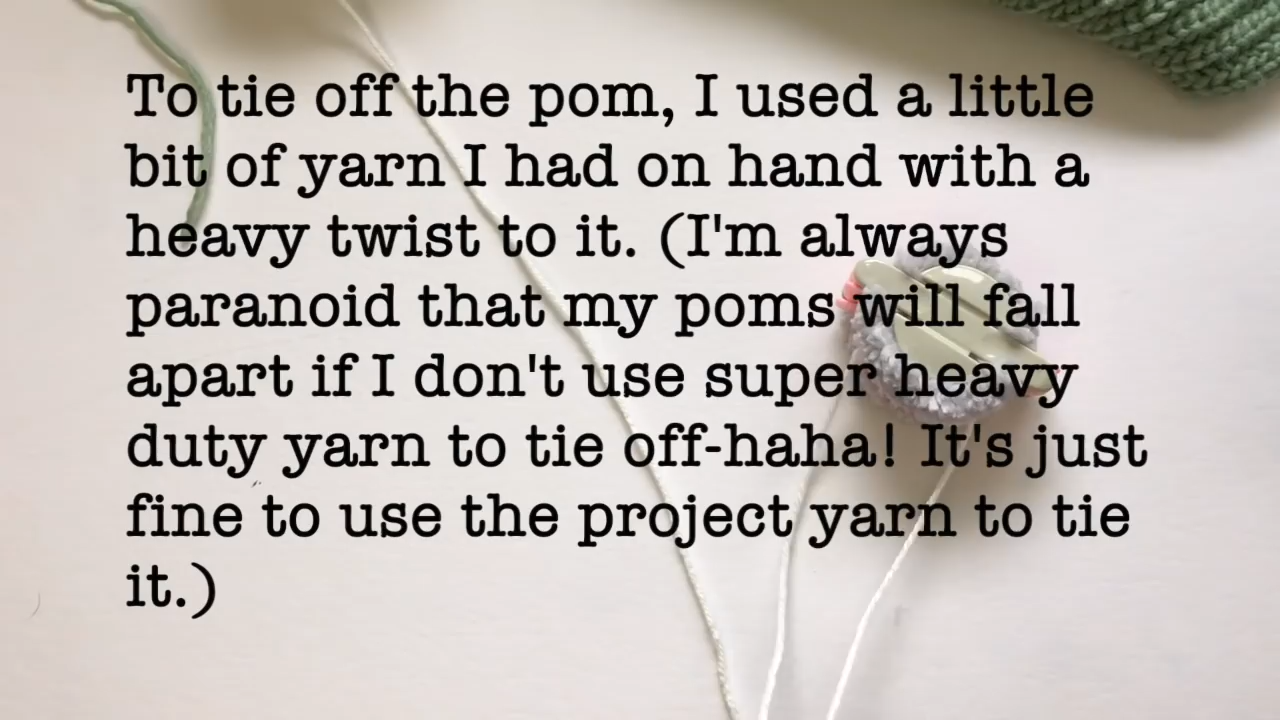 To tie off the pom, I used a little
bit of yarn I had on hand with a
heavy twist to it. (I'm always
paranoid that my poms will fall
apart if I don't use super heavy
duty yarn to tie off-haha! It's just
fine to use the project yarn to tie
it.)